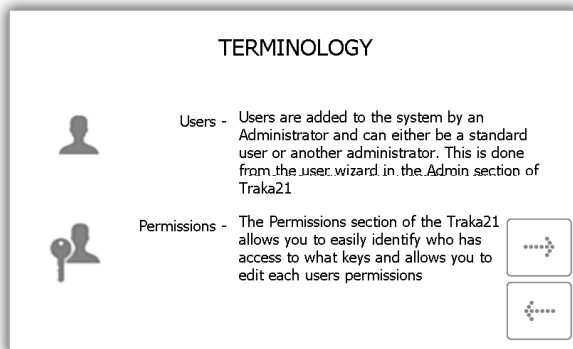 TERMINOLOGY
Users - Users are added to the system by an
Administrator and can either be a standard
user or another administrator. This is done
from the user wizard in the Admin section of
Traka21
Permissions - The Permissions section of the Traka21
allows you to easily identify who has
access to what keys and allows you to
edit each users permissions